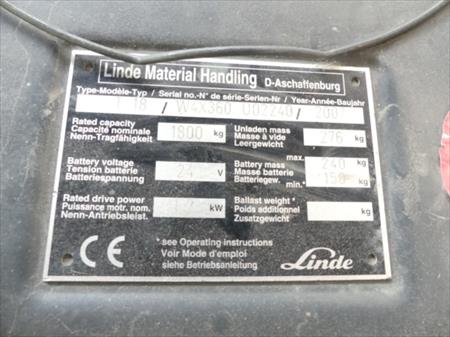 Linde Material Handling D-Aschaffenburg
Type-Modèle-Typ / Serial no.-N° de série-Serien-Nr / Year-Année-Baujahr
T 18 / W4X360 U02240 / 200
Rated capacity
Capacité nominale
Nenn-Tragfähigkeit
1800 kg
Unladen mass
Masse à vide
Leergewicht
276 kg
Battery voltage
Tension batterie
Batteriespannung
24 V
Battery mass
Masse batterie
Batteriegew.
max.
240 kg
min.*
150 kg
Rated drive power
Puissance motr. nom.
Nenn-Antriebsleist.
kW
Ballast weight *
Poids additionnel
Zusatzgewicht
kg
CE
* see Operating instructions
Voir Mode d'emploi
siehe Betriebsanleitung
Linde